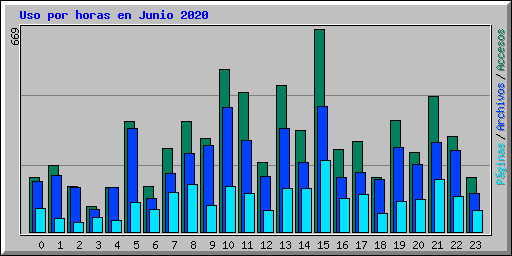 Uso por horas en Junio 2020
669
0 1 2 3 4 5 6 7 8 9 10 11 12 13 14 15 16 17 18 19 20 21 22 23
Páginas / Archivos / Accesos